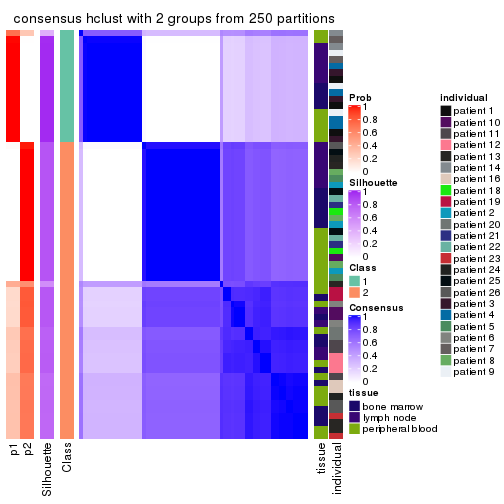 consensus hclust with 2 groups from 250 partitions
Prob
1
0.8
0.6
0.4
0.2
0
Silhouette
1
0.8
0.6
0.4
0.2
0
Class
1
2
Consensus
1
0.8
0.6
0.4
0.2
0
tissue
bone marrow
lymph node
peripheral blood
individual
patient 1
patient 10
patient 11
patient 12
patient 13
patient 14
patient 16
patient 18
patient 19
patient 2
patient 20
patient 21
patient 22
patient 23
patient 24
patient 25
patient 26
patient 3
patient 4
patient 5
patient 6
patient 7
patient 8
patient 9
p1
p2
Silhouette
Class
tissue
individual